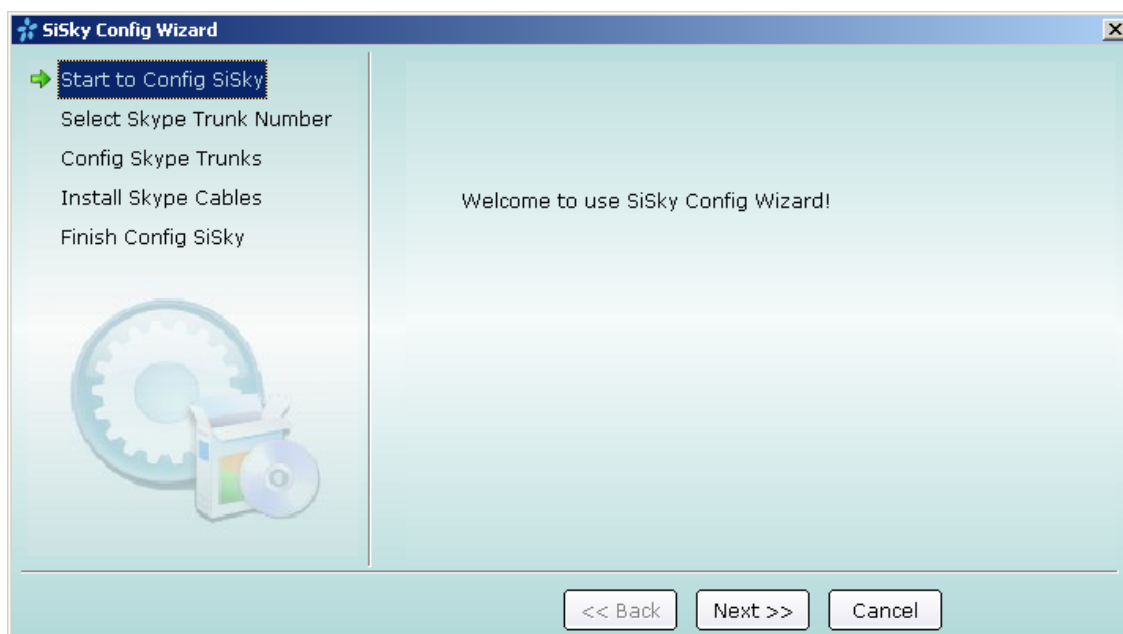 SiSky Config Wizard
Start to Config SiSky
Select Skype Trunk Number
Config Skype Trunks
Install Skype Cables
Finish Config SiSky
Welcome to use SiSky Config Wizard!
<< Back
Next >>
Cancel